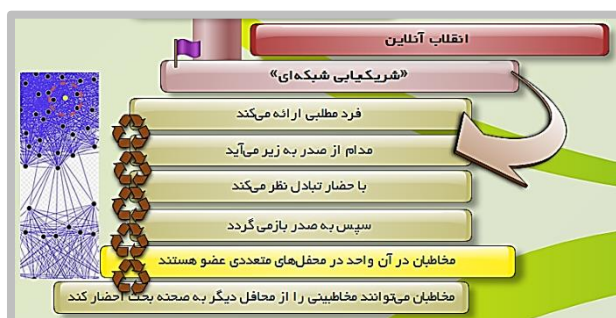 انقلاب آنلاین
«شریکیابی شبکه‌ای»
فرد مطلبی ارائه می‌کند
مدام از صدر به زیر می‌آید
با حضار تبادل نظر می‌کند
سپس به صدر بازمی گردد
مخاطبان در آن واحد در محفل‌های متعددی عضو هستند
مخاطبان می‌توانند مخاطبینی را از محافل دیگر به صحنه بحث احضار کند